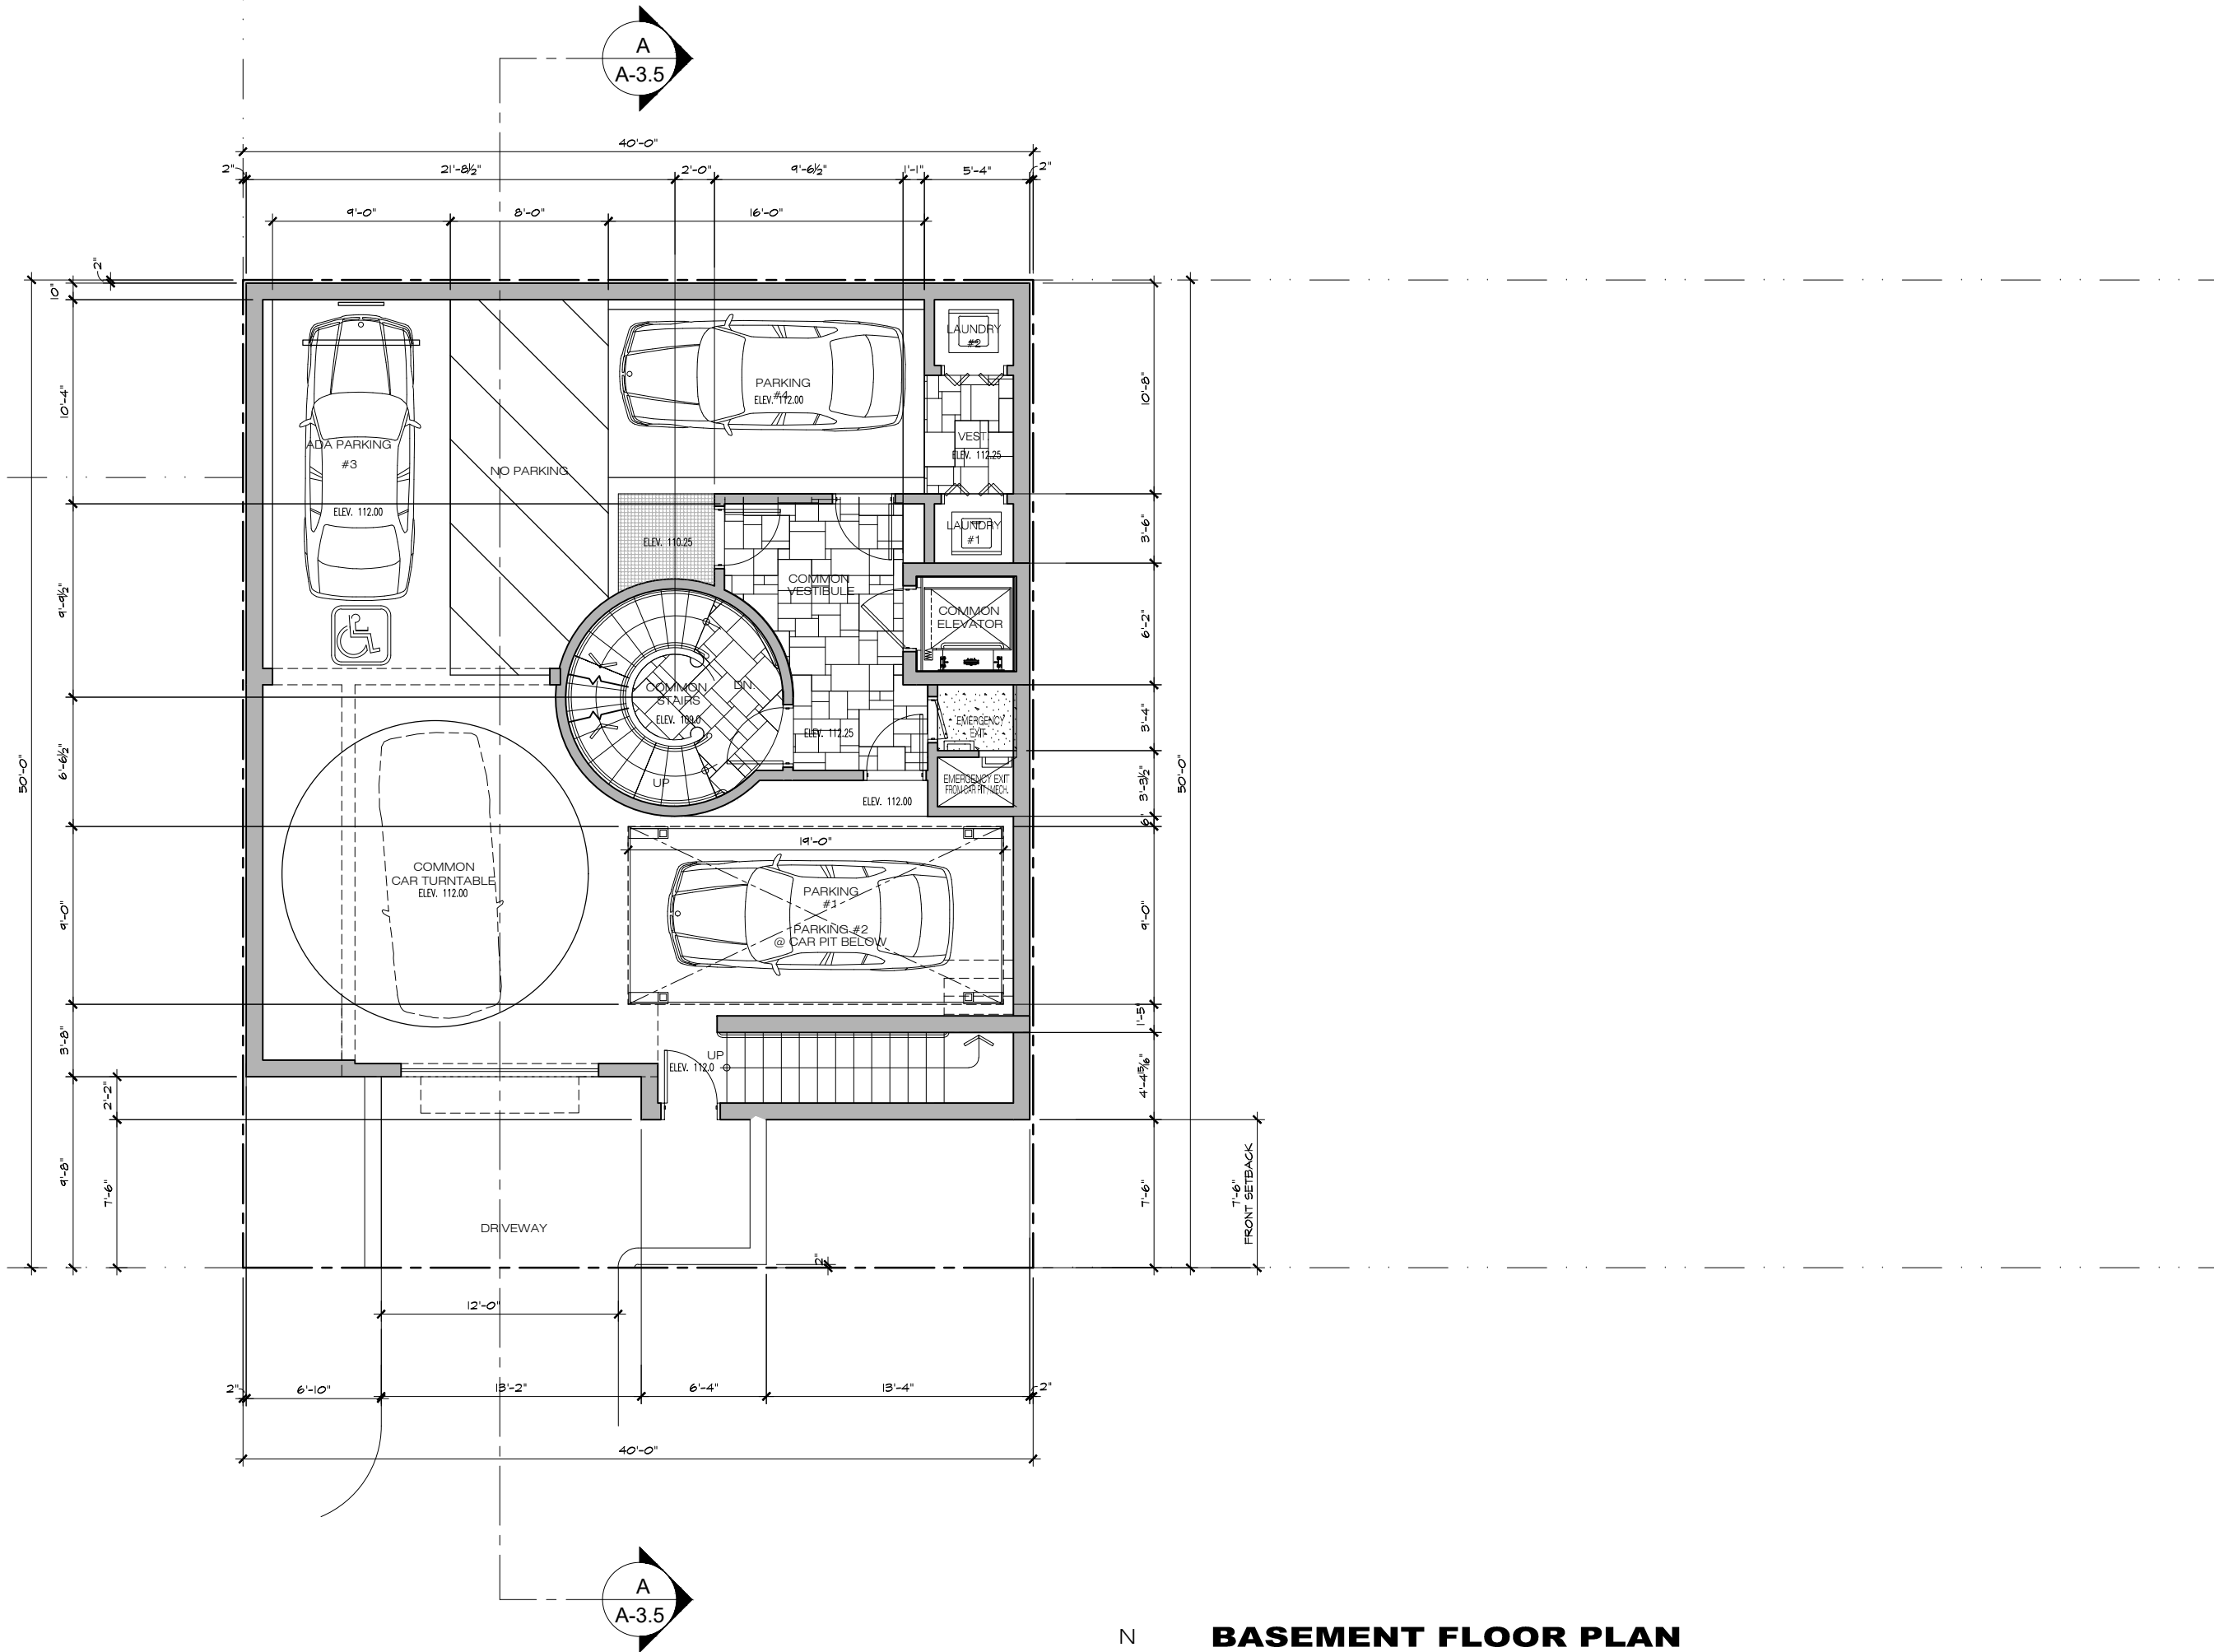 A
A-3.5
40'-0"
2"
21'-8½"
2'-0"
9'-6½"
1'-1"
5'-4"
2"
9'-0"
8'-0"
16'-0"
2"
10"
10'-4"
9'-9½"
6'-6½"
50'-0"
9'-0"
3'-8"
2'-2"
9'-8"
7'-6"
ADA PARKING
#3
ELEV. 112.00
NO PARKING
PARKING
#4
ELEV. 112.00
LAUNDRY
#2
VEST.
ELEV. 112.25
LAUNDRY
#1
ELEV. 110.25
COMMON
VESTIBULE
COMMON
ELEVATOR
COMMON
STAIRS
DN.
UP
ELEV. 112.25
EMERGENCY
EXIT
EMERGENCY EXIT
FROM CAR PIT / MECH.
ELEV. 112.00
COMMON
CAR TURNTABLE
ELEV. 112.00
19'-0"
PARKING
#1
PARKING #2
@ CAR PIT BELOW
UP
ELEV. 112.0
DRIVEWAY
2"
10'-8"
3'-6"
6'-2"
3'-4"
3'-3½"
50'-0"
9'-0"
1'-5"
7'-6"
7'-6"
FRONT SETBACK
12'-0"
2"
6'-10"
13'-2"
6'-4"
13'-4"
2"
40'-0"
A
A-3.5
N
BASEMENT FLOOR PLAN